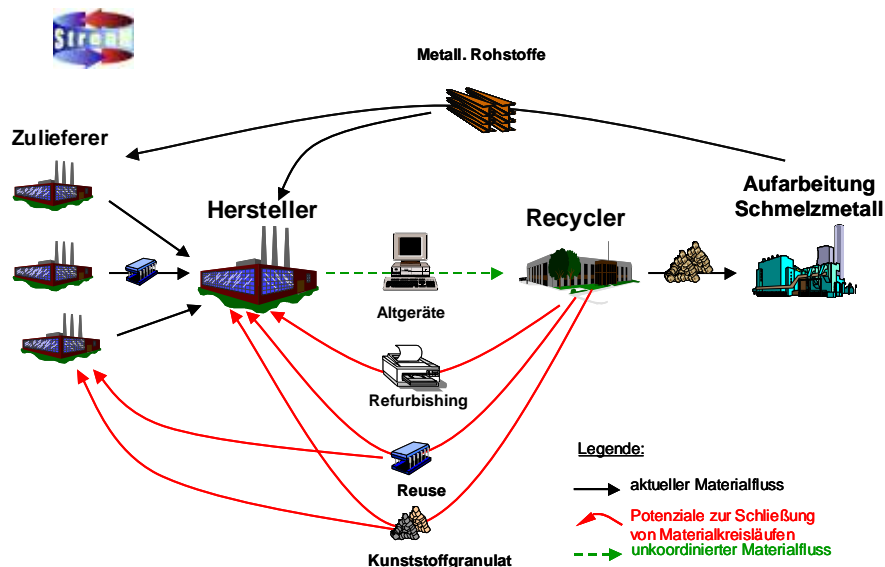 StreaM
Metall. Rohstoffe
Zulieferer
Hersteller
Recycler
Aufarbeitung
Schmelzmetall
Altgeräte
Refurbishing
Reuse
Kunststoffgranulat
Legende:
aktueller Materialfluss
Potenziale zur Schließung
von Materialkreisläufen
unkoordinierter Materialfluss